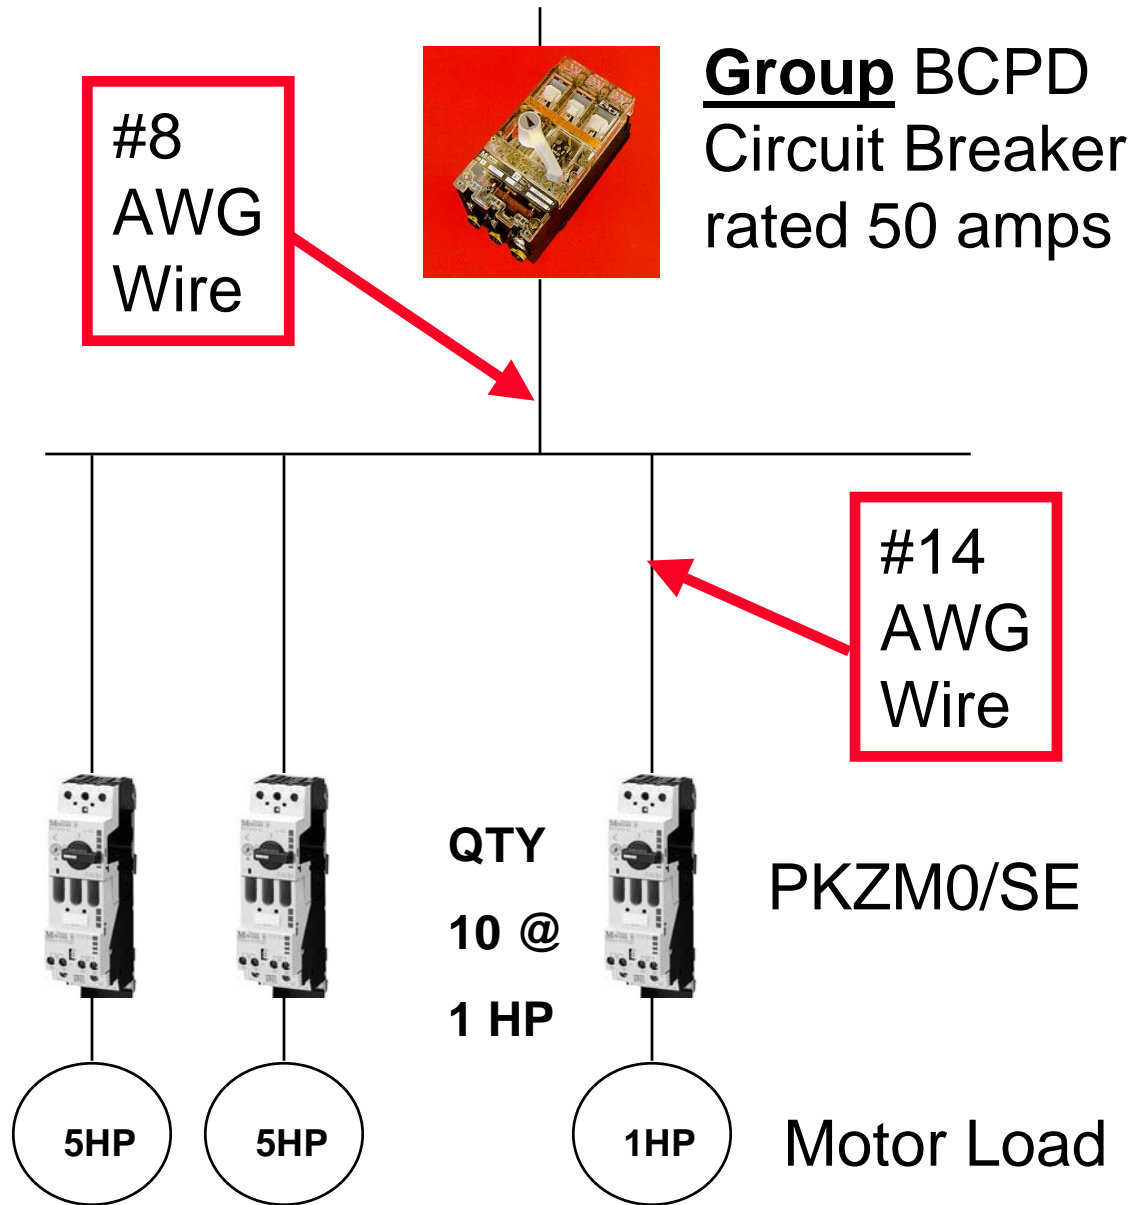 Group BCPD
Circuit Breaker
rated 50 amps
#8
AWG
Wire
#14
AWG
Wire
QTY
10 @
1 HP
PKZM0/SE
5HP
5HP
1HP
Motor Load